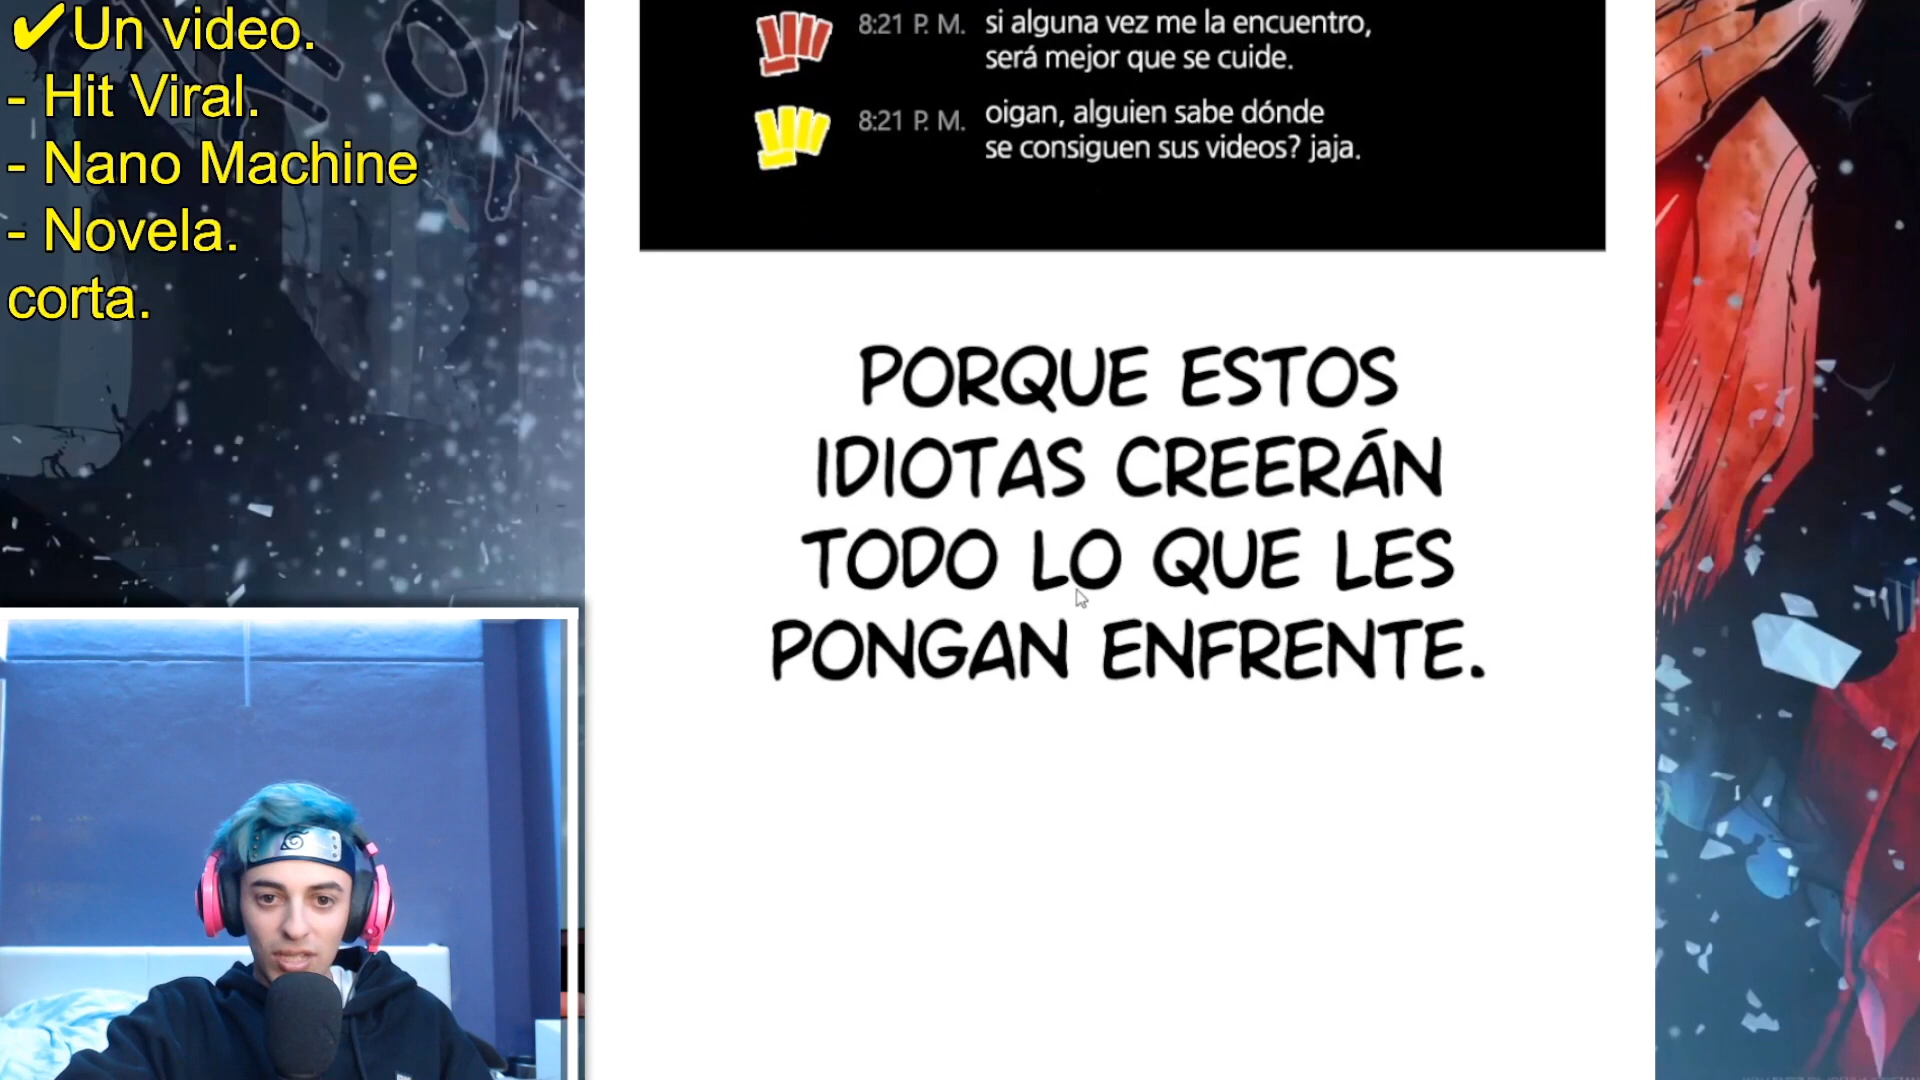 ✔Un video.
- Hit Viral.
- Nano Machine
- Novela.
corta.
8:21 P. M. si alguna vez me la encuentro,
será mejor que se cuide.
8:21 P. M. oigan, alguien sabe dónde
se consiguen sus videos? jaja.
PORQUE ESTOS
IDIOTAS CREERÁN
TODO LO QUE LES
PONGAN ENFRENTE.